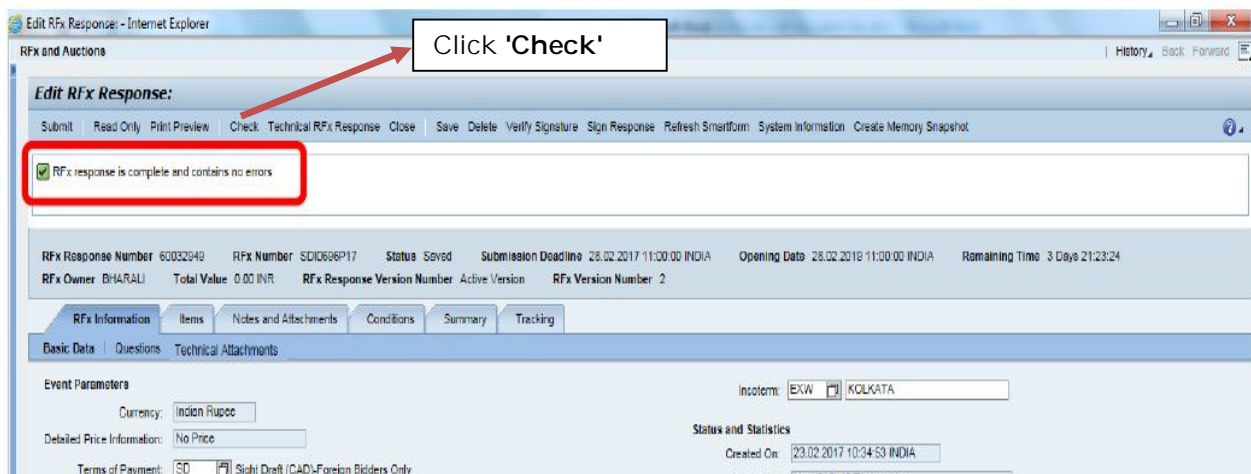 Edit RFx Response: - Internet Explorer
RFx and Auctions
History Back Forward
Click 'Check'
Edit RFx Response:
Submit Read Only Print Preview Check Technical RFx Response Close Save Delete Verify Signature Sign Response Refresh Smartform System Information Create Memory Snapshot
RFx response is complete and contains no errors
RFx Response Number 60032949 RFx Number SDI0696P17 Status Saved Submission Deadline 28.02.2017 11:00:00 INDIA Opening Date 28.02.2019 11:00:00 INDIA Remaining Time 3 Days 21:23:24
RFx Owner BHARALI Total Value 0.00 INR RFx Response Version Number Active Version RFx Version Number 2
RFx Information Items Notes and Attachments Conditions Summary Tracking
Basic Data Questions Technical Attachments
Event Parameters
Incoterm: EXW KOLKATA
Currency: Indian Rupee
Status and Statistics
Detailed Price Information: No Price
Created On: 23.02.2017 10:34:53 INDIA
Terms of Payment: SD Sight Draft (CAD)-Foreign Bidders Only